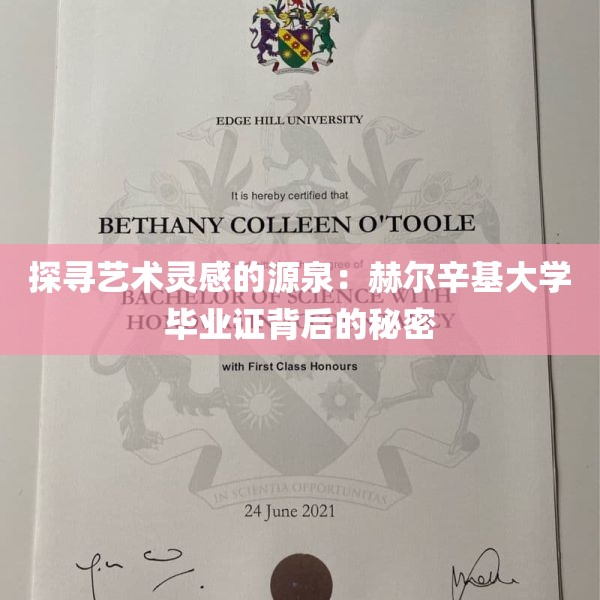 EDGE HILL UNIVERSITY
It is hereby certified that
BETHANY COLLEEN O'TOOLE
degree of
探寻艺术灵感的源泉：赫尔辛基大学
BACHELOR OF SCIENCE WITH
毕业证背后的秘密
with First Class Honours
IN SCIENTIA OPPORTUNITAS
24 June 2021